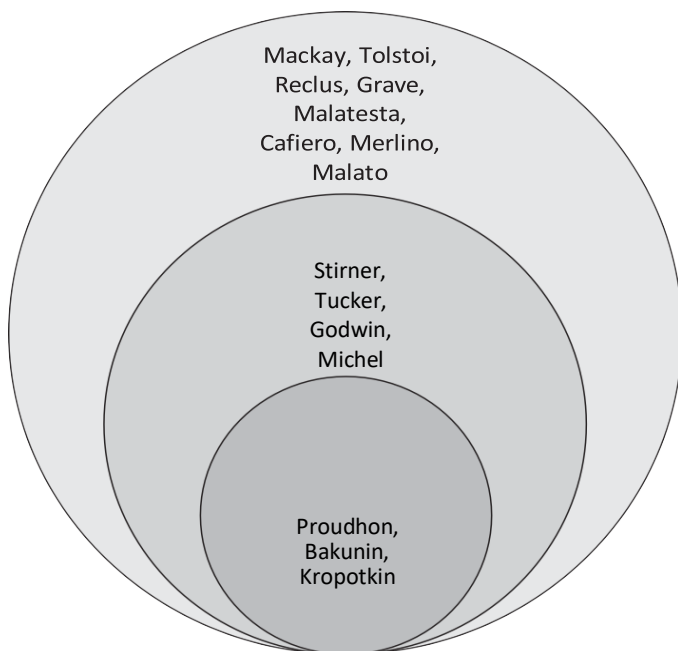 Mackay, Tolstoi,
Reclus, Grave,
Malatesta,
Cafiero, Merlino,
Malato
Stirner,
Tucker,
Godwin,
Michel
Proudhon,
Bakunin,
Kropotkin